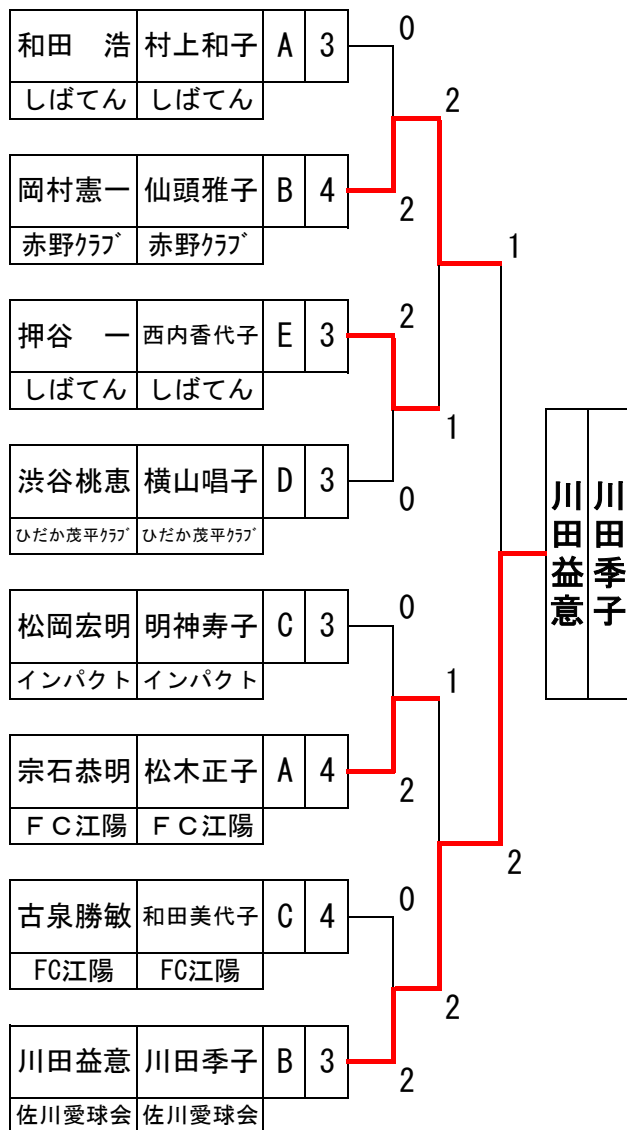 0
和田　浩 村上和子 A 3
しばてん しばてん
2
岡村憲一 仙頭雅子 B 4
2
赤野ｸﾗﾌﾞ 赤野ｸﾗﾌﾞ
1
2
押谷　一 西内香代子 E 3
しばてん しばてん
1
渋谷桃恵 横山唱子 D 3
0
ひだか茂平ｸﾗﾌﾞ ひだか茂平ｸﾗﾌﾞ
川田益意
川田季子
0
松岡宏明 明神寿子 C 3
インパクト インパクト
1
宗石恭明 松木正子 A 4
2
ＦＣ江陽 ＦＣ江陽
2
0
古泉勝敏 和田美代子 C 4
FC江陽 FC江陽
2
川田益意 川田季子 B 3
2
佐川愛球会 佐川愛球会